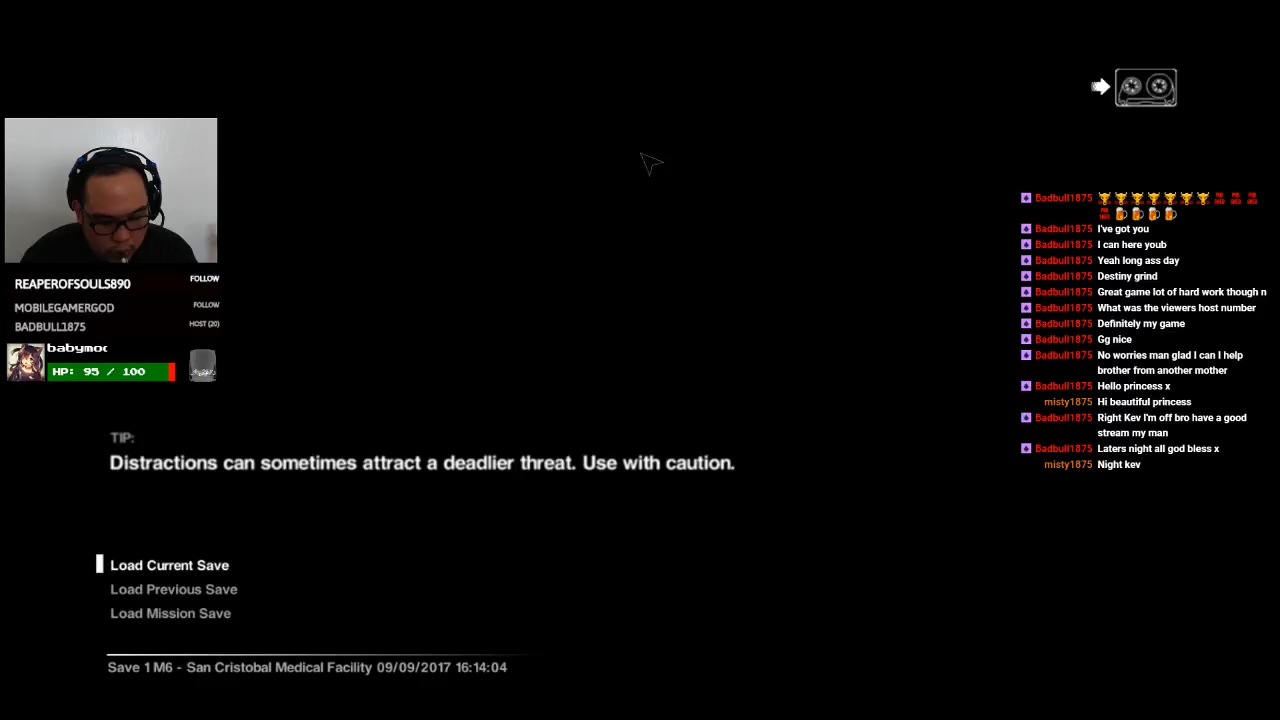 REAPEROFSOULS890 FOLLOW
MOBILEGAMERGOD FOLLOW
BADBULL1875 HOST (20)
babymoc
HP: 95 / 100
Badbull1875
Badbull1875 I've got you
Badbull1875 I can here youb
Badbull1875 Yeah long ass day
Badbull1875 Destiny grind
Badbull1875 Great game lot of hard work though n
Badbull1875 What was the viewers host number
Badbull1875 Definitely my game
Badbull1875 Gg nice
Badbull1875 No worries man glad I can I help
brother from another mother
Badbull1875 Hello princess x
misty1875 Hi beautiful princess
Badbull1875 Right Kev I'm off bro have a good
stream my man
Badbull1875 Laters night all god bless x
misty1875 Night kev
TIP:
Distractions can sometimes attract a deadlier threat. Use with caution.
Load Current Save
Load Previous Save
Load Mission Save
Save 1 M6 - San Cristobal Medical Facility 09/09/2017 16:14:04